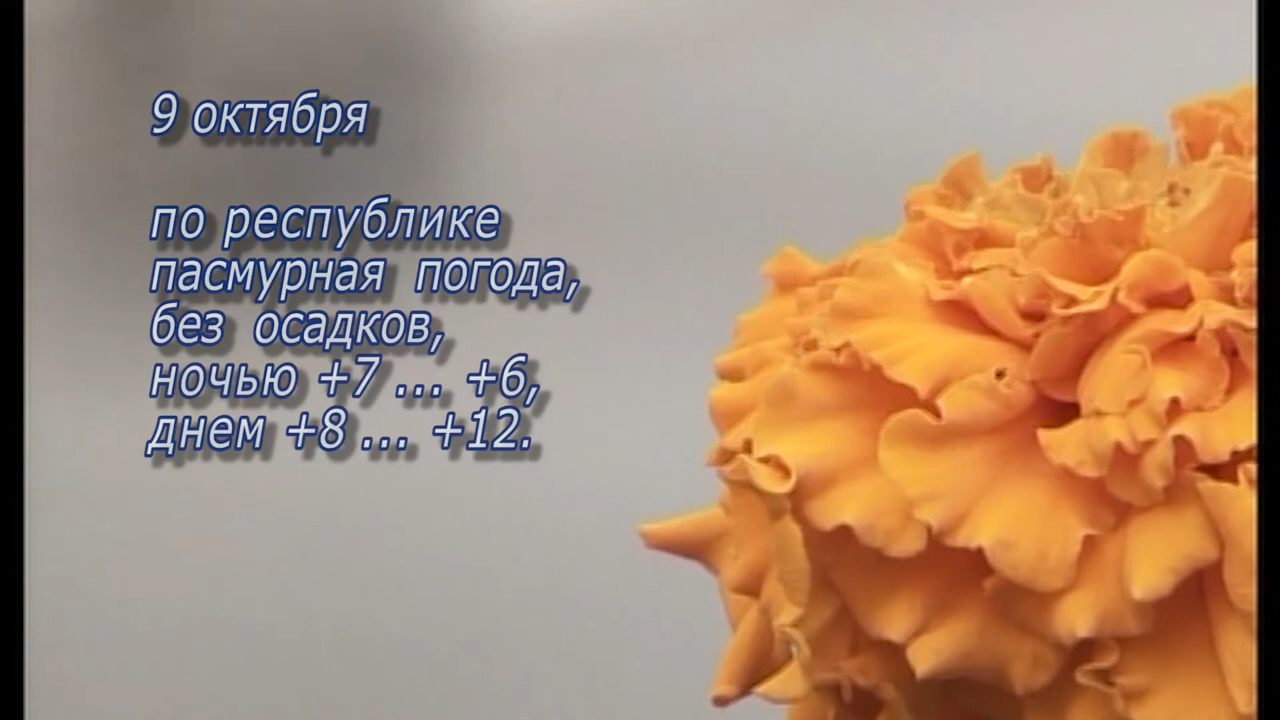 9 октября
по республике
пасмурная погода,
без осадков,
ночью +7 ... +6,
днем +8 ... +12.